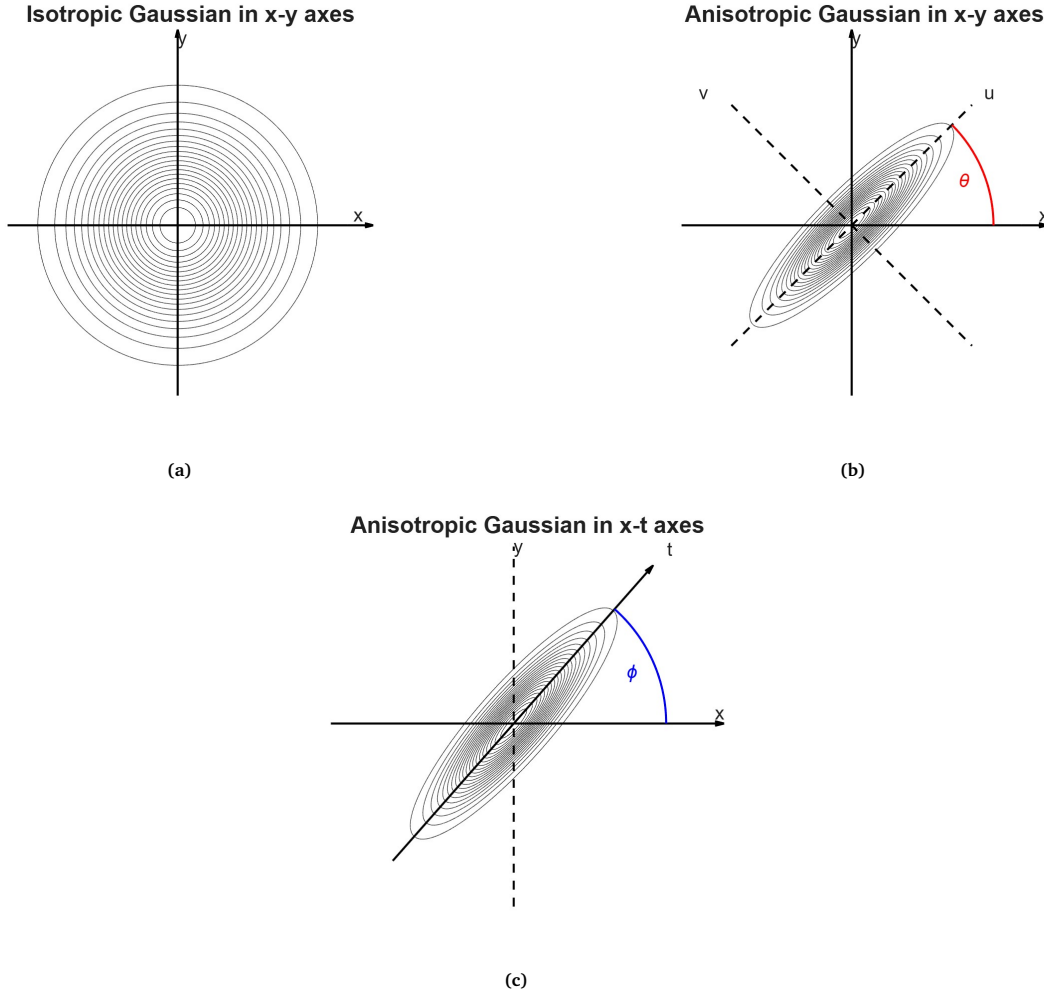 Isotropic Gaussian in x-y axes
y
x
(a)
Anisotropic Gaussian in x-y axes
y
v
u
θ
x
(b)
Anisotropic Gaussian in x-t axes
y
t
ϕ
x
(c)